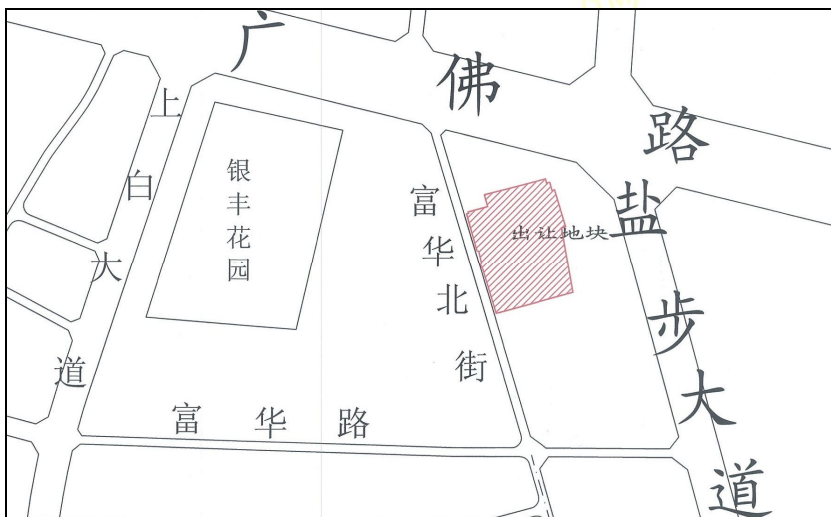 广佛路
上白大道
银丰花园
富华北街
出让地块
盐步大道
富华路